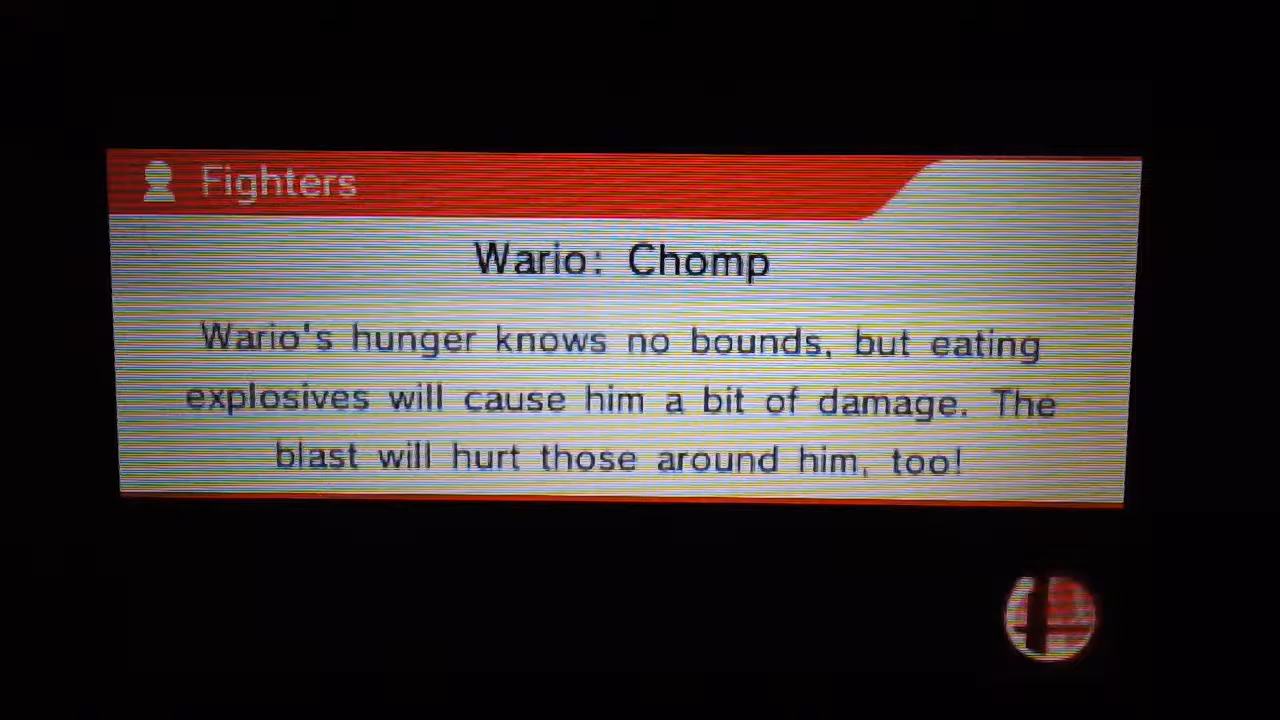 Fighters
Wario: Chomp
Wario's hunger knows no bounds, but eating
explosives will cause him a bit of damage. The
blast will hurt those around him, too!